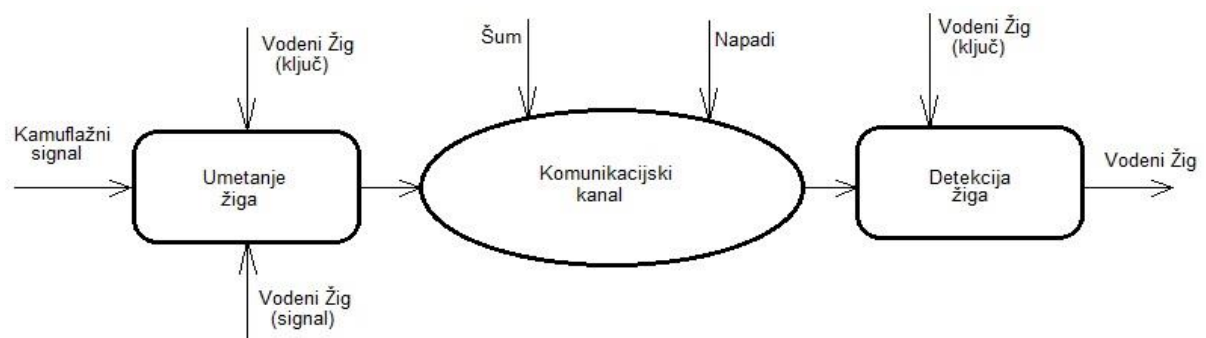 Vodeni Žig
(ključ)
Šum
Napadi
Vodeni Žig
(ključ)
Kamuflažni
signal
Umetanje
žiga
Komunikacijski
kanal
Detekcija
žiga
Vodeni Žig
Vodeni Žig
(signal)